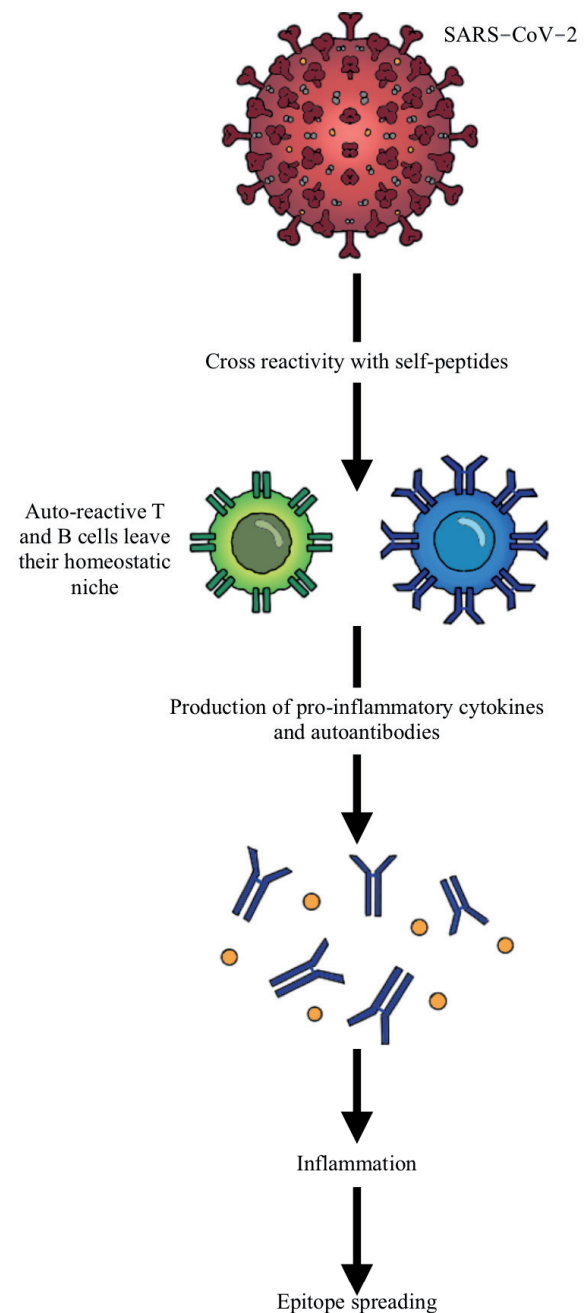 SARS−CoV−2
Cross reactivity with self-peptides
Auto-reactive T
and B cells leave
their homeostatic
niche
Production of pro-inflammatory cytokines
and autoantibodies
Inflammation
Epitope spreading